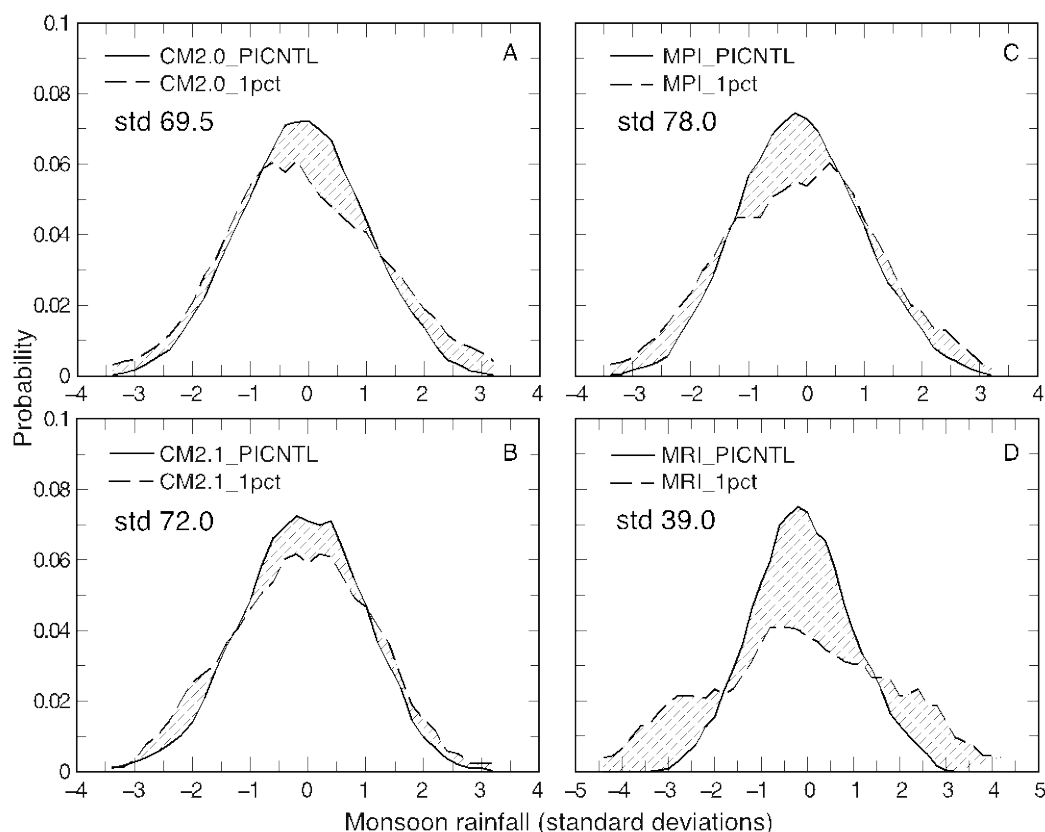 Probability
0.1
0.08
0.06
0.04
0.02
0
CM2.0_PICNTL
CM2.0_1pct
std 69.5
A
−4 −3 −2 −1 0 1 2 3 4
MPI_PICNTL
MPI_1pct
std 78.0
C
−4 −3 −2 −1 0 1 2 3 4
0.1
0.08
0.06
0.04
0.02
0
CM2.1_PICNTL
CM2.1_1pct
std 72.0
B
−4 −3 −2 −1 0 1 2 3 4
MRI_PICNTL
MRI_1pct
std 39.0
D
−5 −4 −3 −2 −1 0 1 2 3 4 5
Monsoon rainfall (standard deviations)